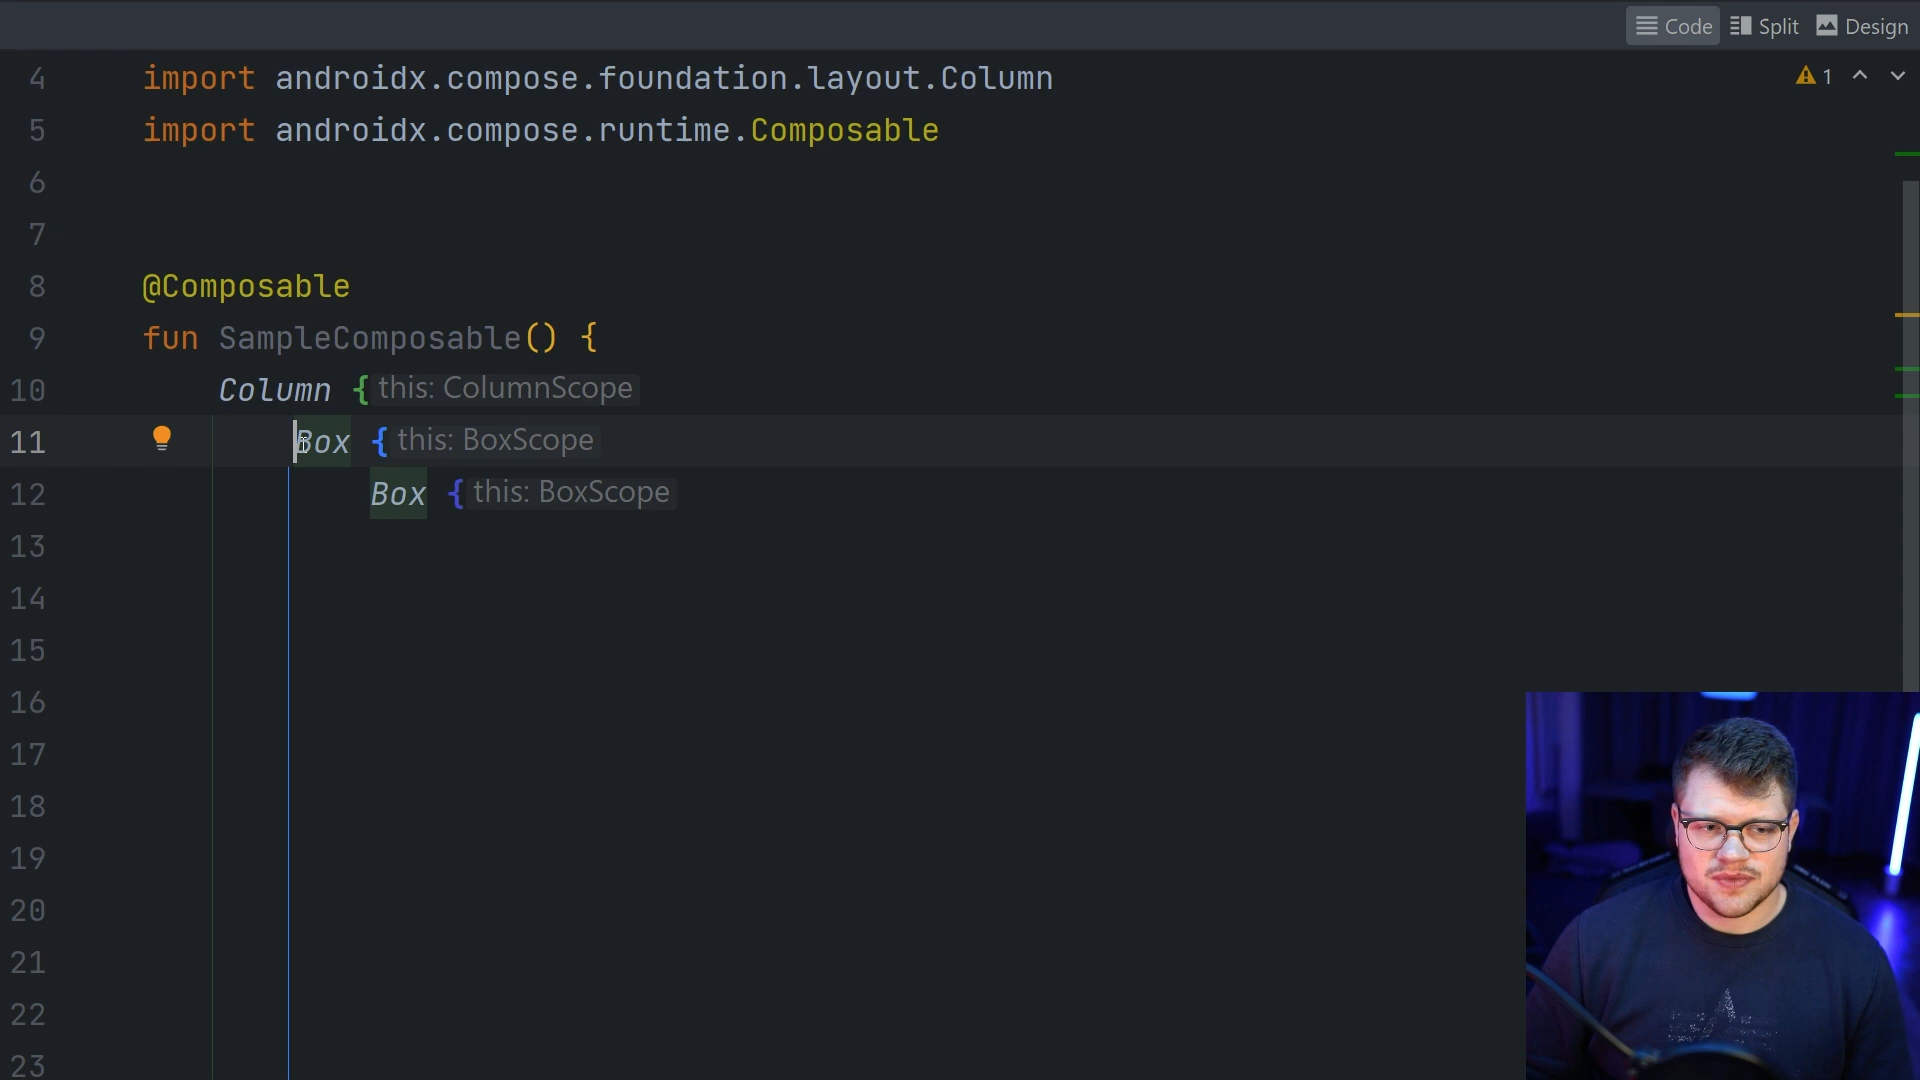 Code Split Design
4 import androidx.compose.foundation.layout.Column
1
5 import androidx.compose.runtime.Composable
6
7
8 @Composable
9 fun SampleComposable() {
10 Column { this: ColumnScope
11 Box { this: BoxScope
12 Box { this: BoxScope
13
14
15
16
17
18
19
20
21
22
23